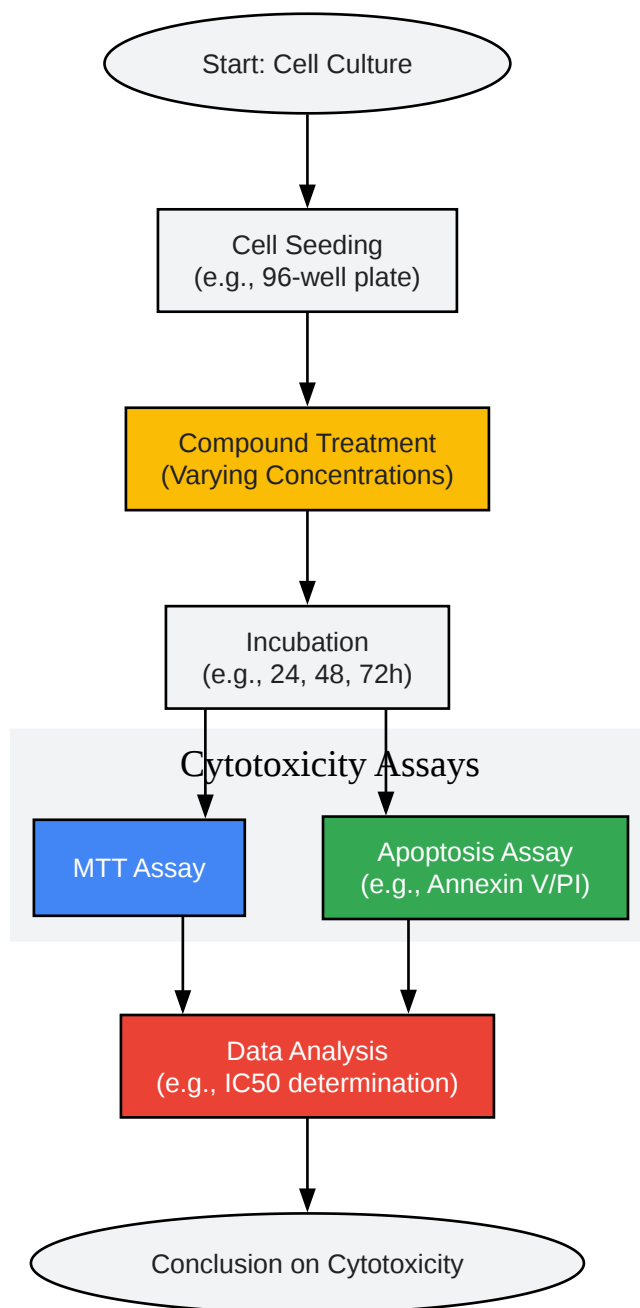 Start: Cell Culture
Cell Seeding
(e.g., 96-well plate)
Compound Treatment
(Varying Concentrations)
Incubation
(e.g., 24, 48, 72h)
Cytotoxicity Assays
MTT Assay
Apoptosis Assay
(e.g., Annexin V/PI)
Data Analysis
(e.g., IC50 determination)
Conclusion on Cytotoxicity